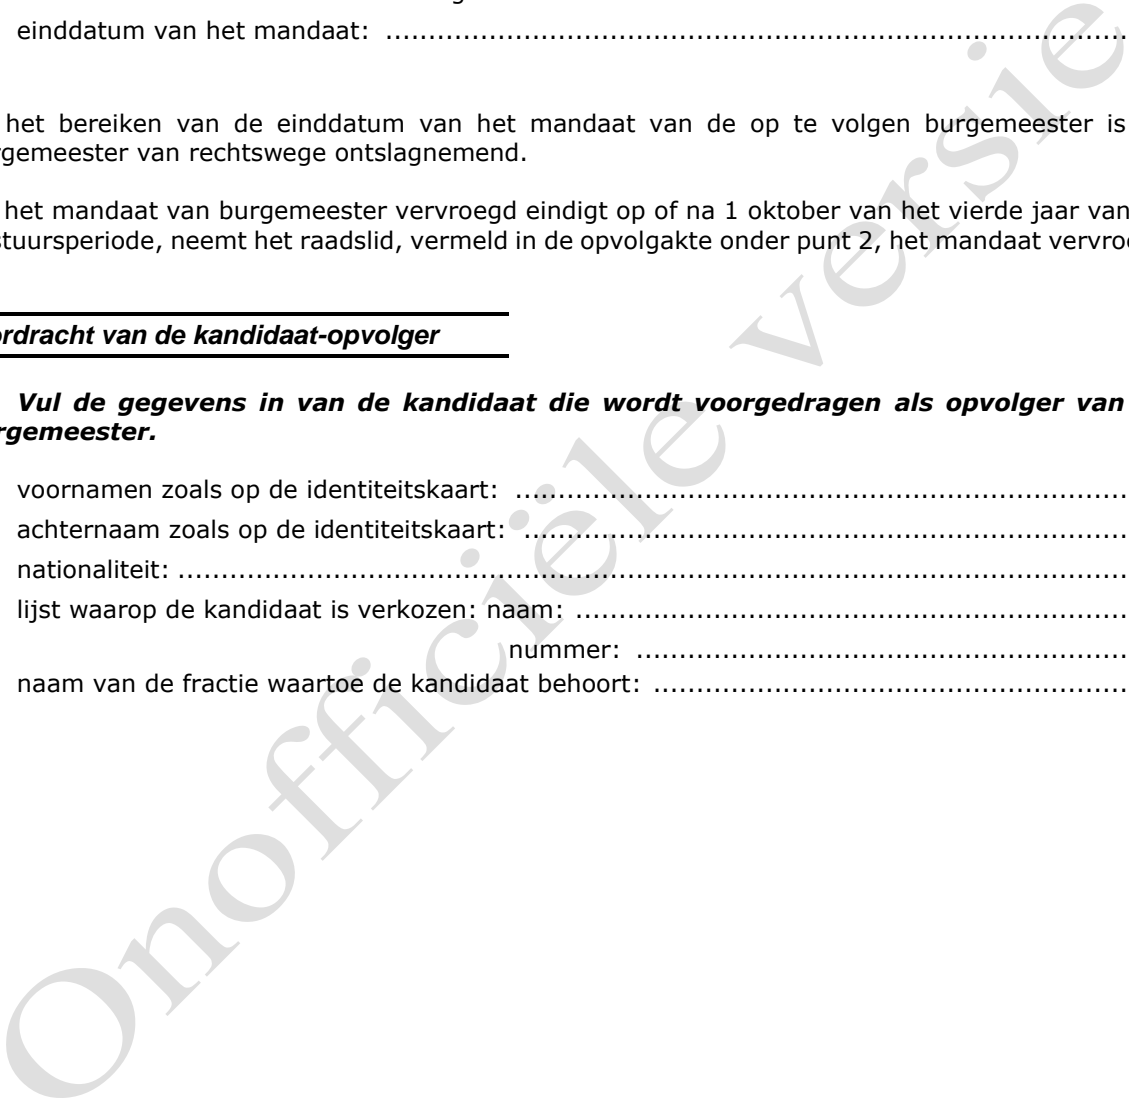 einddatum van het mandaat: ........................................................................................
het bereiken van de einddatum van het mandaat van de op te volgen burgemeester is
rgemeester van rechtswege ontslagnemend.
het mandaat van burgemeester vervroegd eindigt op of na 1 oktober van het vierde jaar van
stuursperiode, neemt het raadslid, vermeld in de opvolgakte onder punt 2, het mandaat vervro
ordracht van de kandidaat-opvolger
Vul de gegevens in van de kandidaat die wordt voorgedragen als opvolger van
rgemeester.
voornamen zoals op de identiteitskaart: ........................................................................
achternaam zoals op de identiteitskaart: .......................................................................
nationaliteit: ................................................................................................................
lijst waarop de kandidaat is verkozen: naam: .................................................................
nummer: ..........................................................
naam van de fractie waartoe de kandidaat behoort: ........................................................
Onofficiële versie